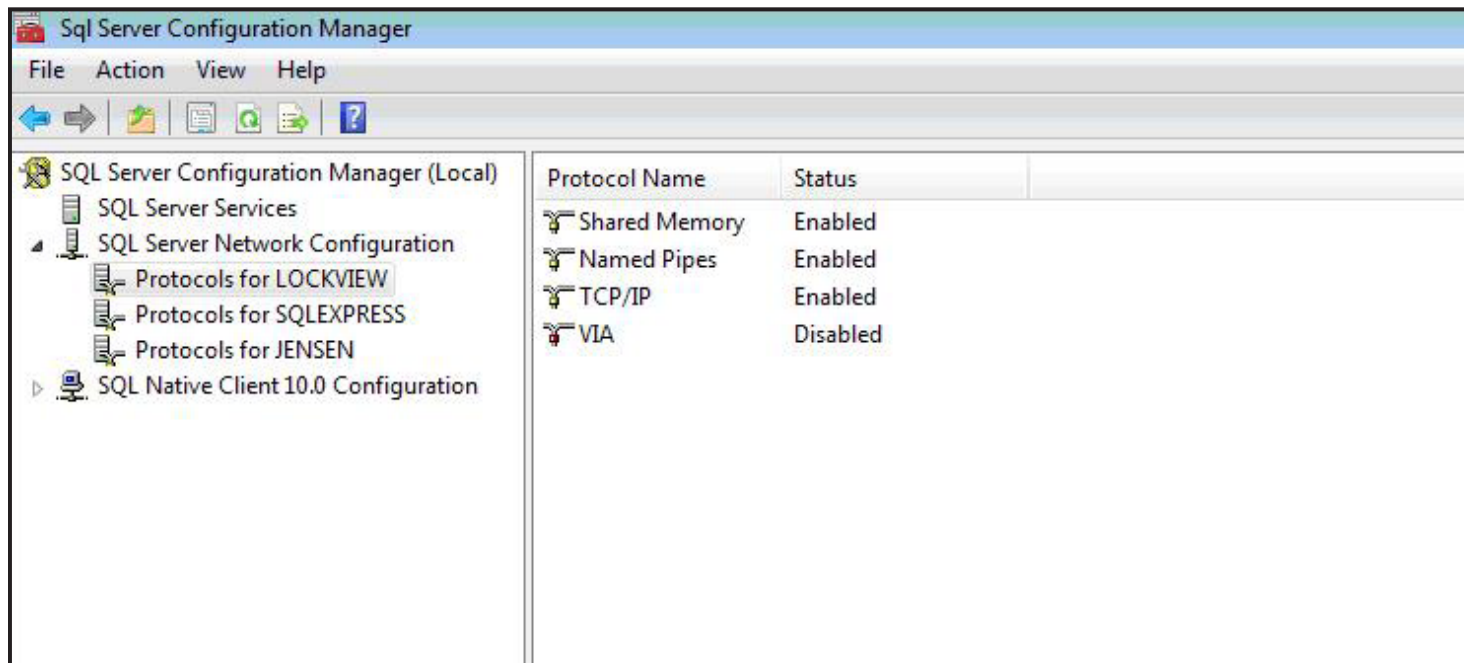 Sql Server Configuration Manager
File Action View Help
?
SQL Server Configuration Manager (Local)
SQL Server Services
SQL Server Network Configuration
Protocols for LOCKVIEW
Protocols for SQLEXPRESS
Protocols for JENSEN
SQL Native Client 10.0 Configuration
Protocol Name Status
Shared Memory Enabled
Named Pipes Enabled
TCP/IP Enabled
VIA Disabled